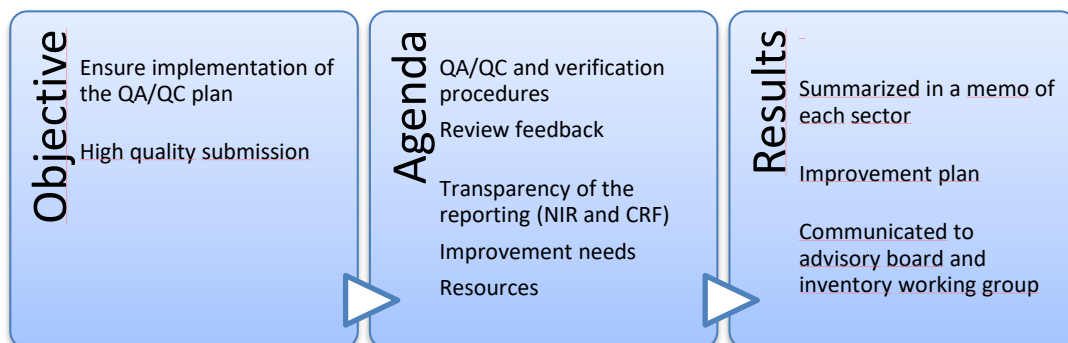 Objective
Ensure implementation of
the QA/QC plan
High quality submission
Agenda
QA/QC and verification
procedures
Review feedback
Transparency of the
reporting (NIR and CRF)
Improvement needs
Resources
Results
Summarized in a memo of
each sector
Improvement plan
Communicated to
advisory board and
inventory working group